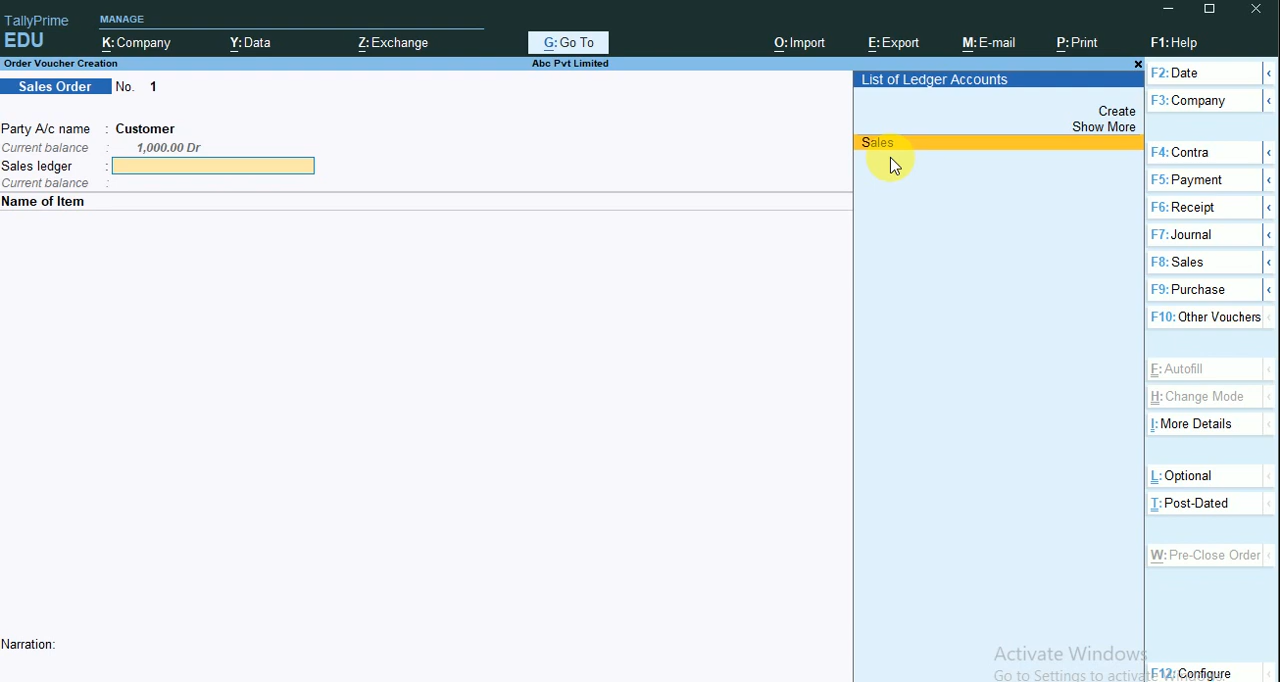 TallyPrime
EDU
MANAGE
K: Company
Y: Data
Z: Exchange
G: Go To
O: Import
E: Export
M: E-mail
P: Print
F1: Help
Order Voucher Creation
Abc Pvt Limited
Sales Order
No. 1
Party A/c name : Customer
Current balance : 1,000.00 Dr
Sales ledger :
Current balance :
Name of Item
Narration:
List of Ledger Accounts
Create
Show More
Sales
F2: Date
F3: Company
F4: Contra
F5: Payment
F6: Receipt
F7: Journal
F8: Sales
F9: Purchase
F10: Other Vouchers
F: Autofill
H: Change Mode
I: More Details
L: Optional
T: Post-Dated
W: Pre-Close Order
F12: Configure
Activate Windows
Go to Settings to activate